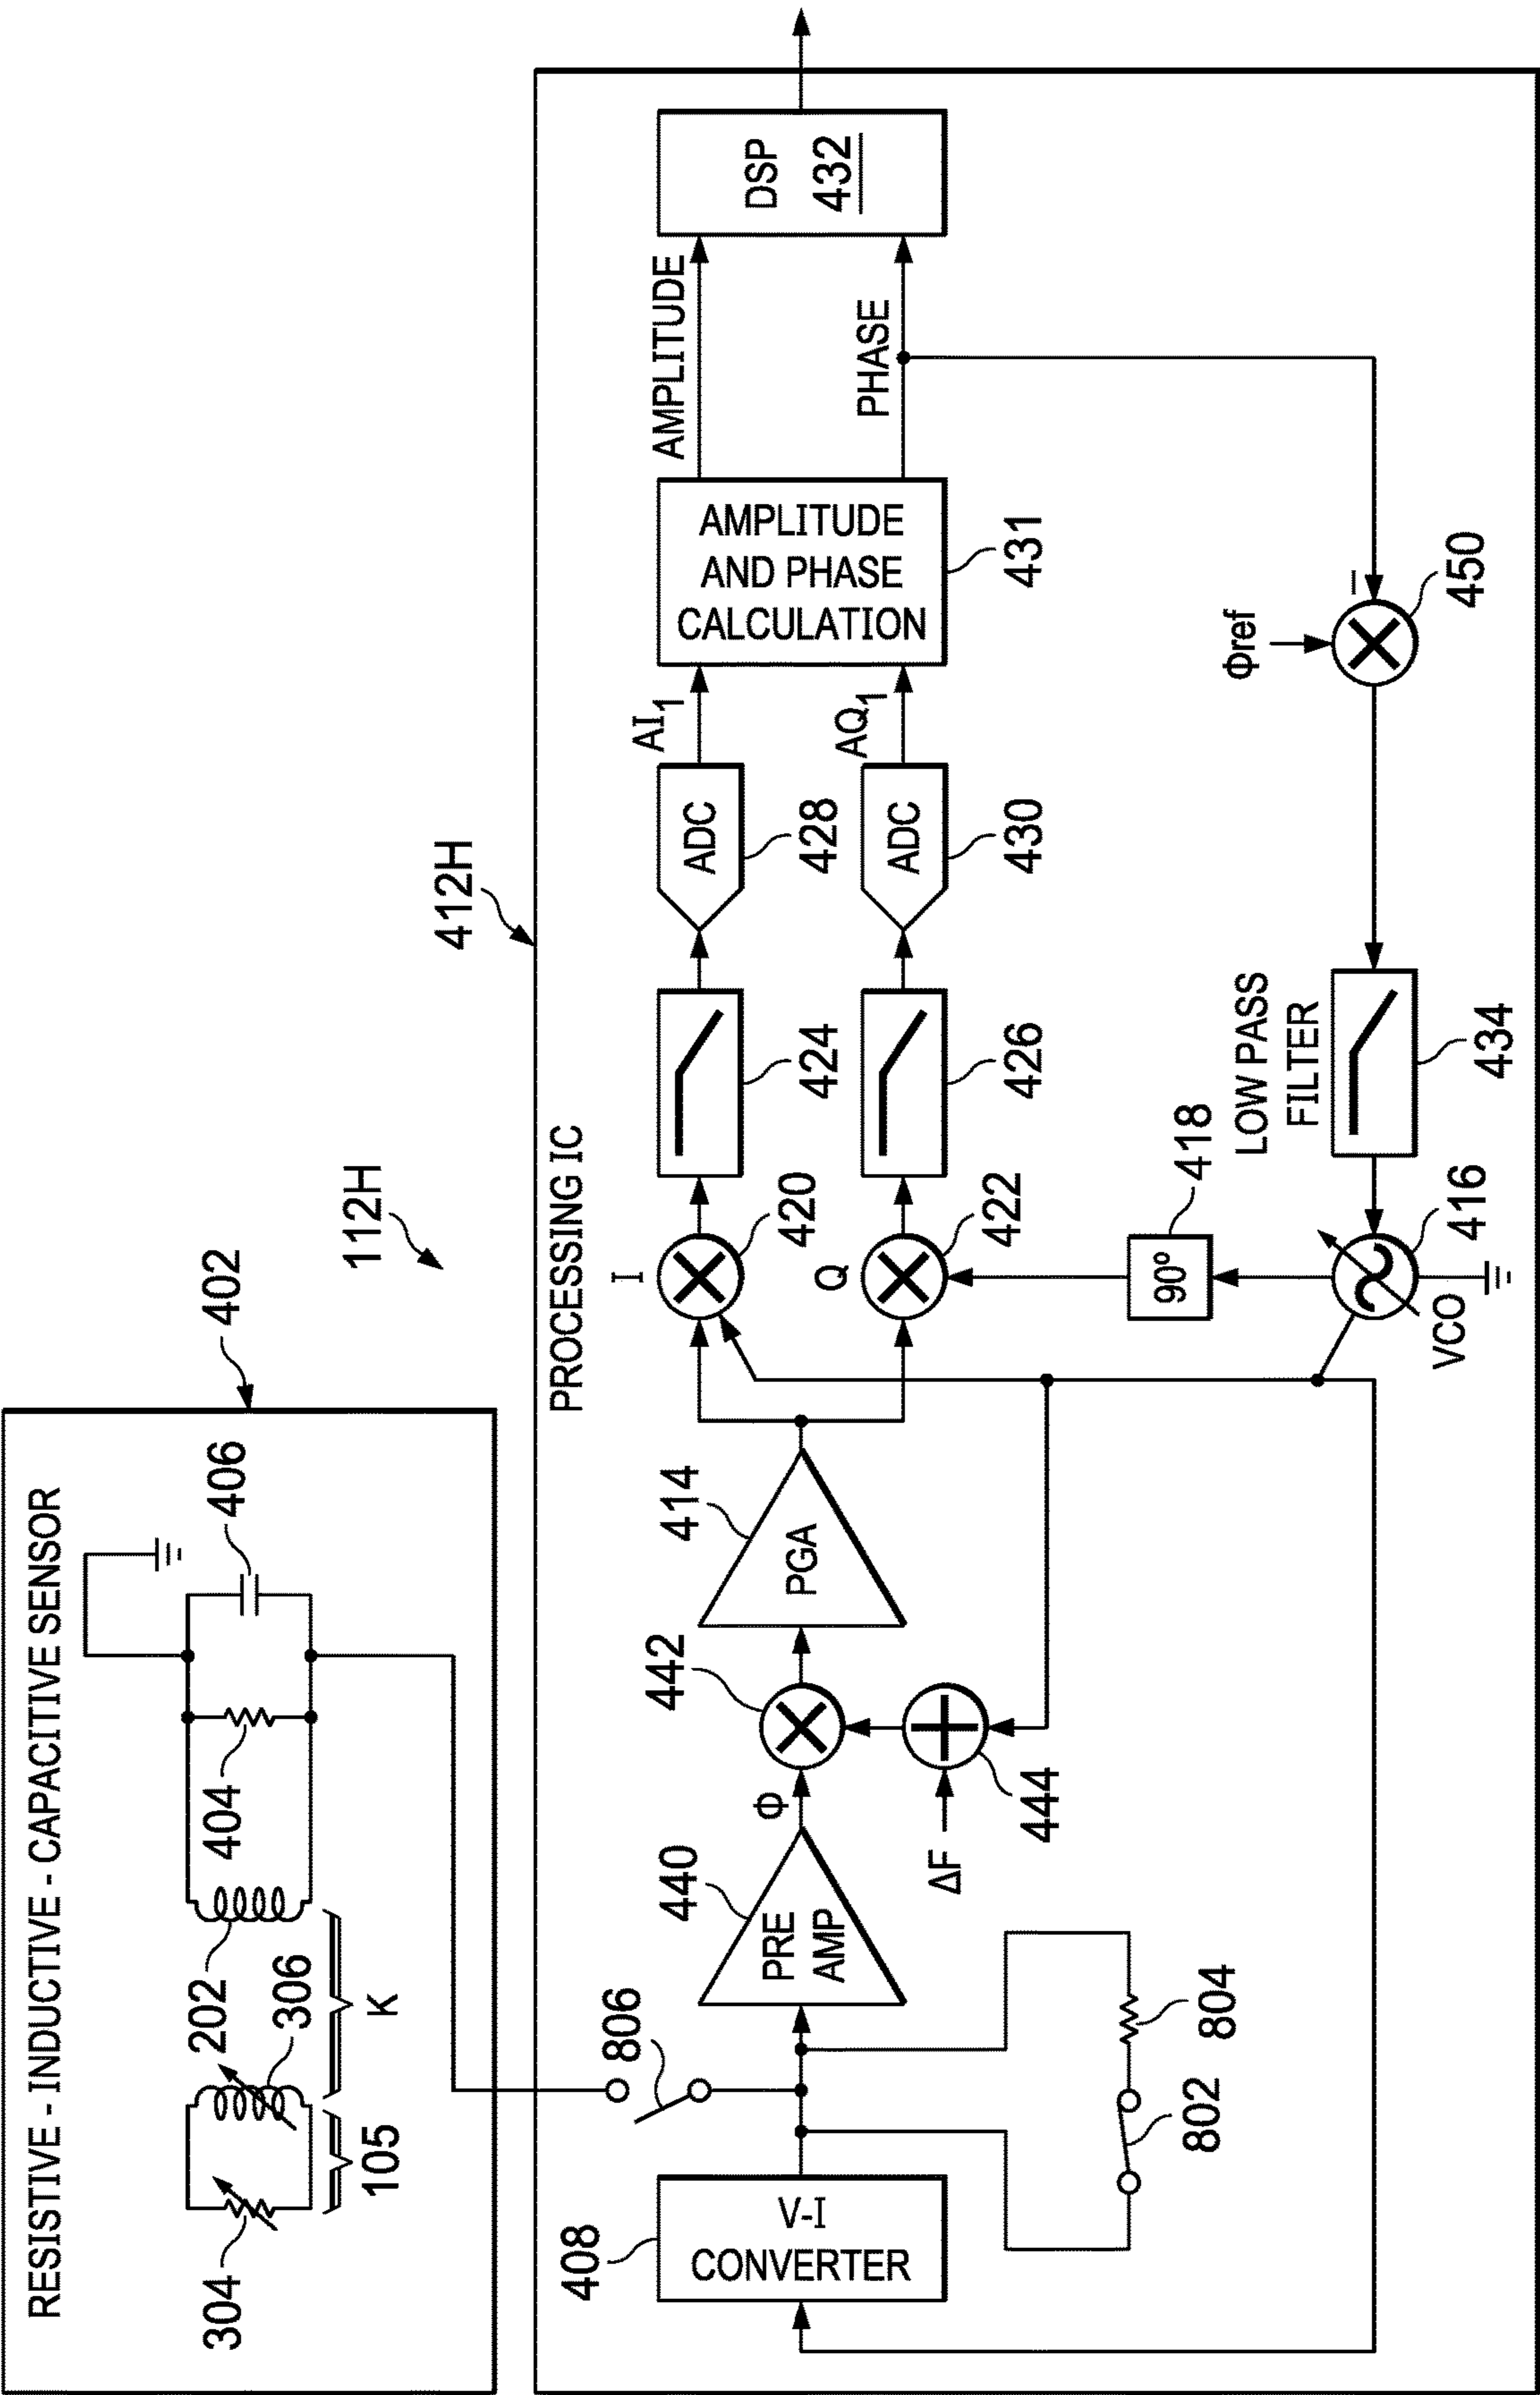 RESISTIVE - INDUCTIVE - CAPACITIVE SENSOR
402
304
105
306
202
K
404
406
112H
412H
PROCESSING IC
408
V-I
CONVERTER
806
802
804
PRE
AMP
440
Φ
442
ΔF
444
PGA
414
I
420
Q
422
424
426
ADC
428
ADC
430
AI1
AQ1
AMPLITUDE
AND PHASE
CALCULATION
431
AMPLITUDE
PHASE
DSP
432
90º
418
VCO
416
LOW PASS
FILTER
434
Φref
–
450